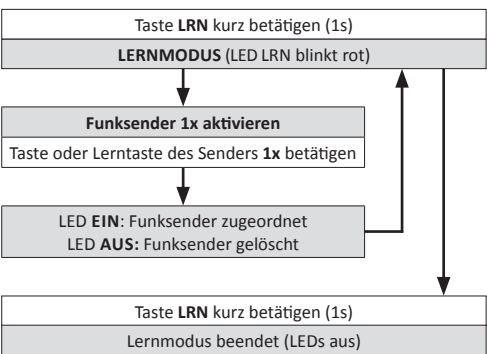 Taste LRN kurz betätigen (1s)
LERNMODUS (LED LRN blinkt rot)
Funksender 1x aktivieren
Taste oder Lerntaste des Senders 1x betätigen
LED EIN: Funksender zugeordnet
LED AUS: Funksender gelöscht
Taste LRN kurz betätigen (1s)
Lernmodus beendet (LEDs aus)